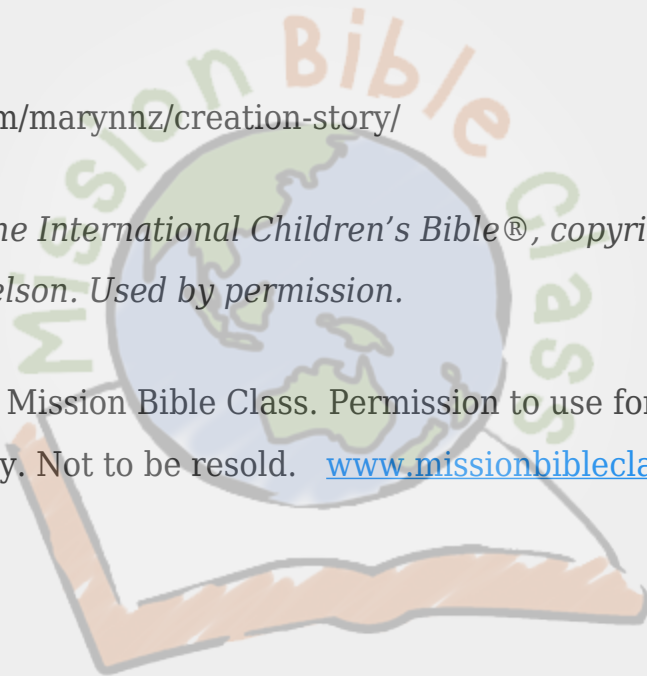 Mission Bible Class
m/marynnz/creation-story/
ne International Children’s Bible®, copyri
elson. Used by permission.
Mission Bible Class. Permission to use for
y. Not to be resold. www.missionbiblecla